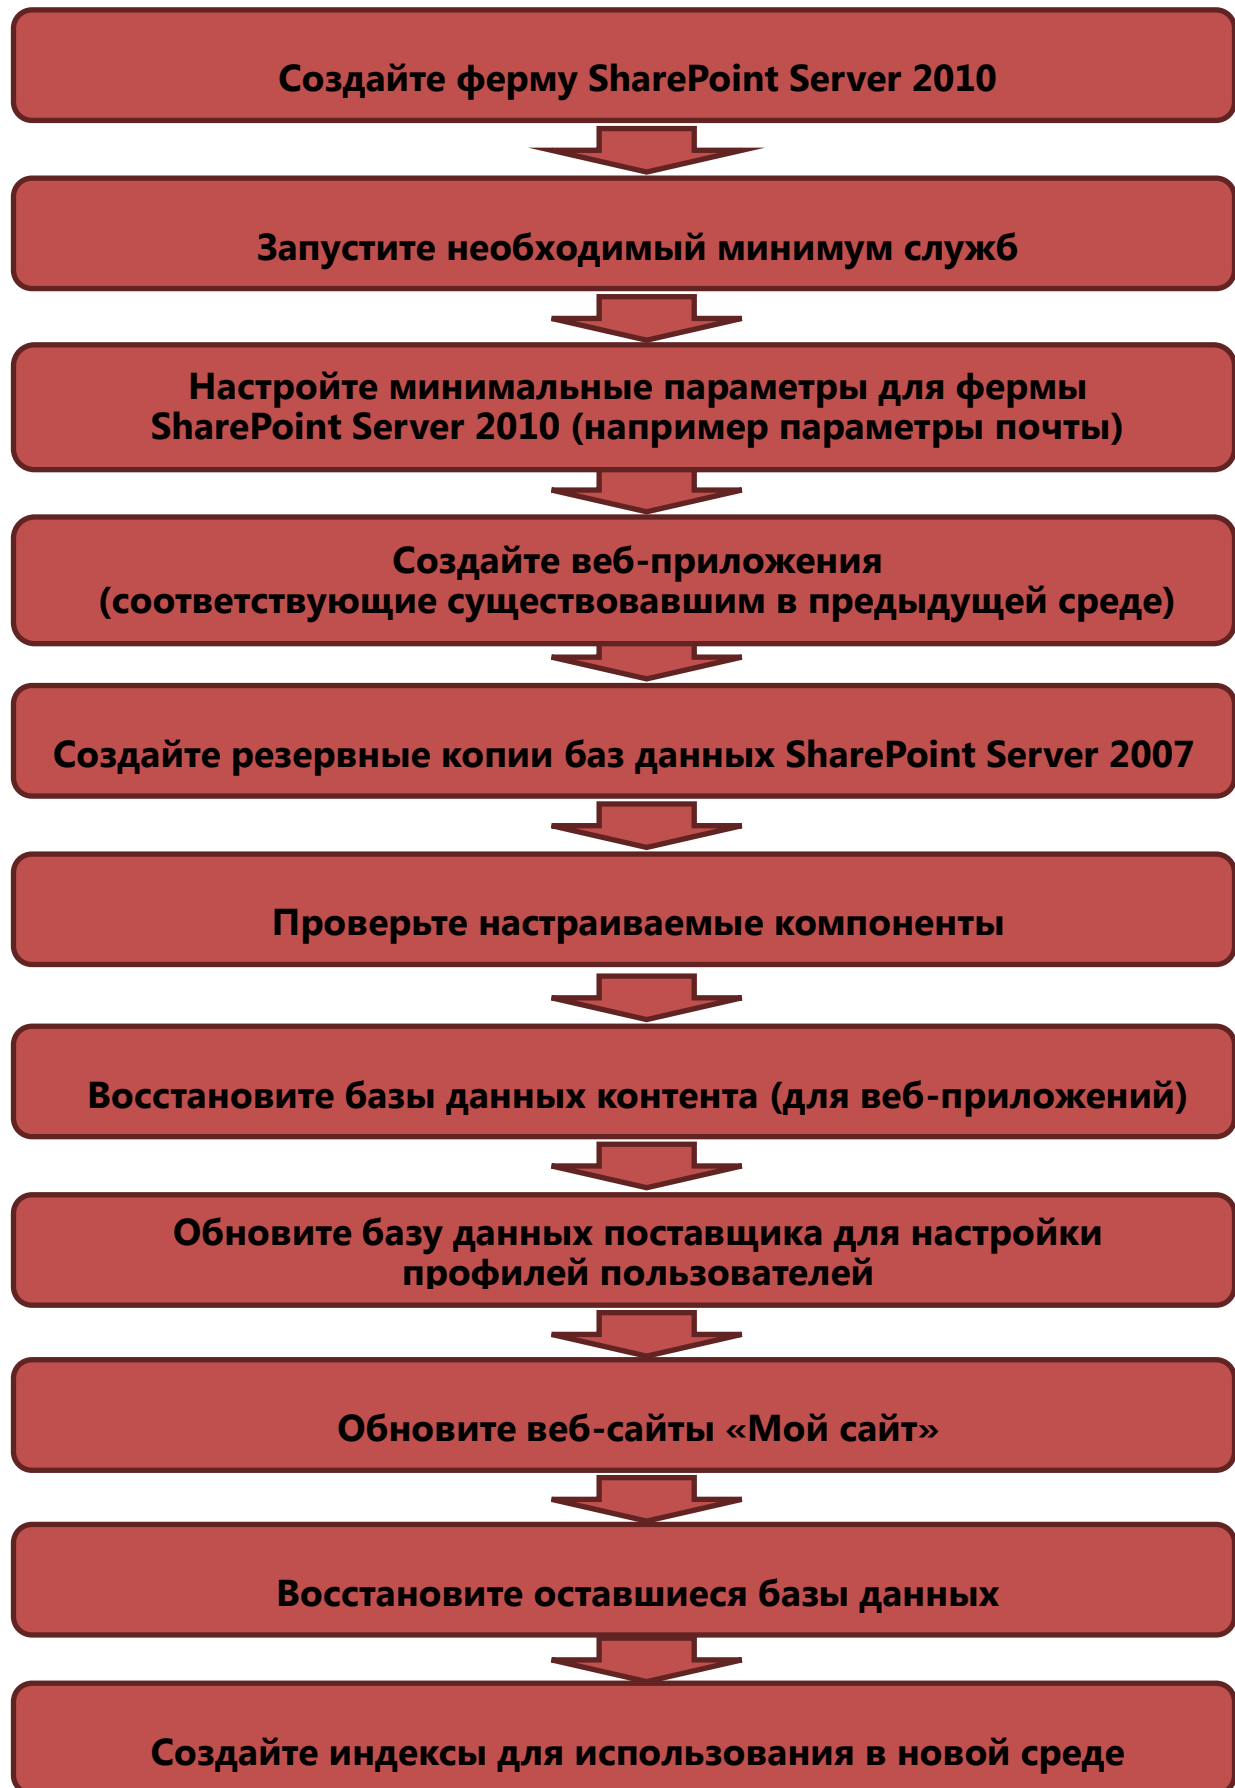 Создайте ферму SharePoint Server 2010
Запустите необходимый минимум служб
Настройте минимальные параметры для фермы
SharePoint Server 2010 (например параметры почты)
Создайте веб-приложения
(соответствующие существовавшим в предыдущей среде)
Создайте резервные копии баз данных SharePoint Server 2007
Проверьте настраиваемые компоненты
Восстановите базы данных контента (для веб-приложений)
Обновите базу данных поставщика для настройки
профилей пользователей
Обновите веб-сайты «Мой сайт»
Восстановите оставшиеся базы данных
Создайте индексы для использования в новой среде